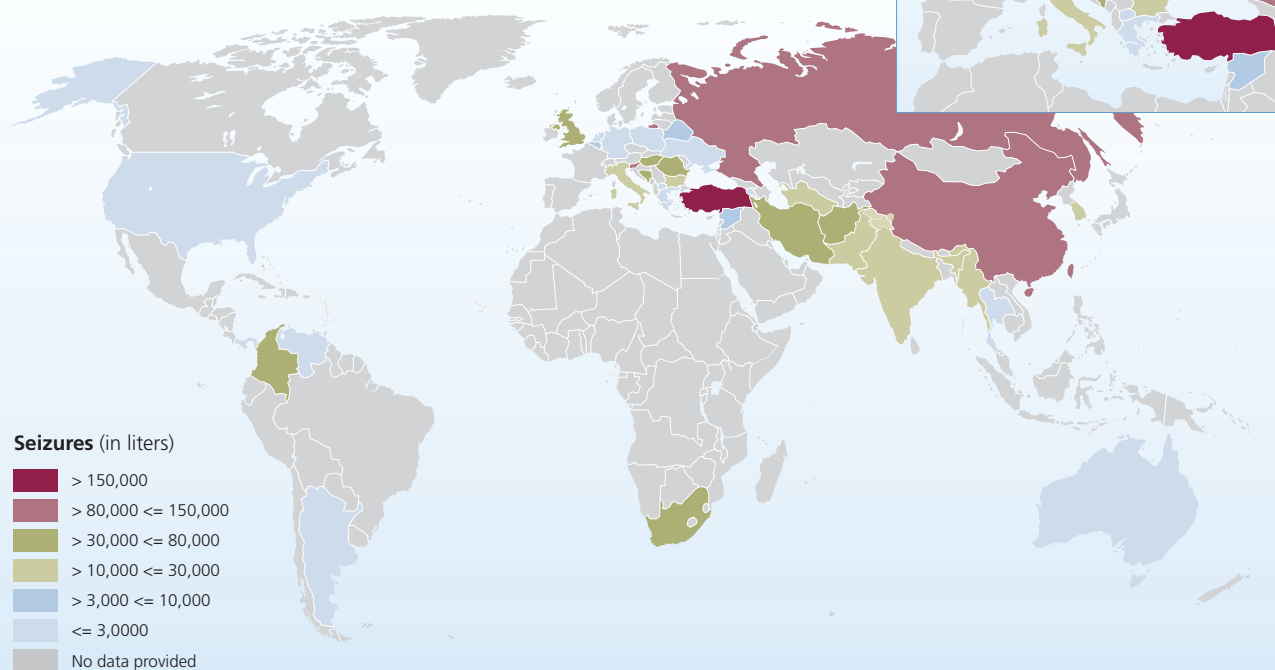 Seizures (in liters)
> 150,000
> 80,000 <= 150,000
> 30,000 <= 80,000
> 10,000 <= 30,000
> 3,000 <= 10,000
<= 3,0000
No data provided